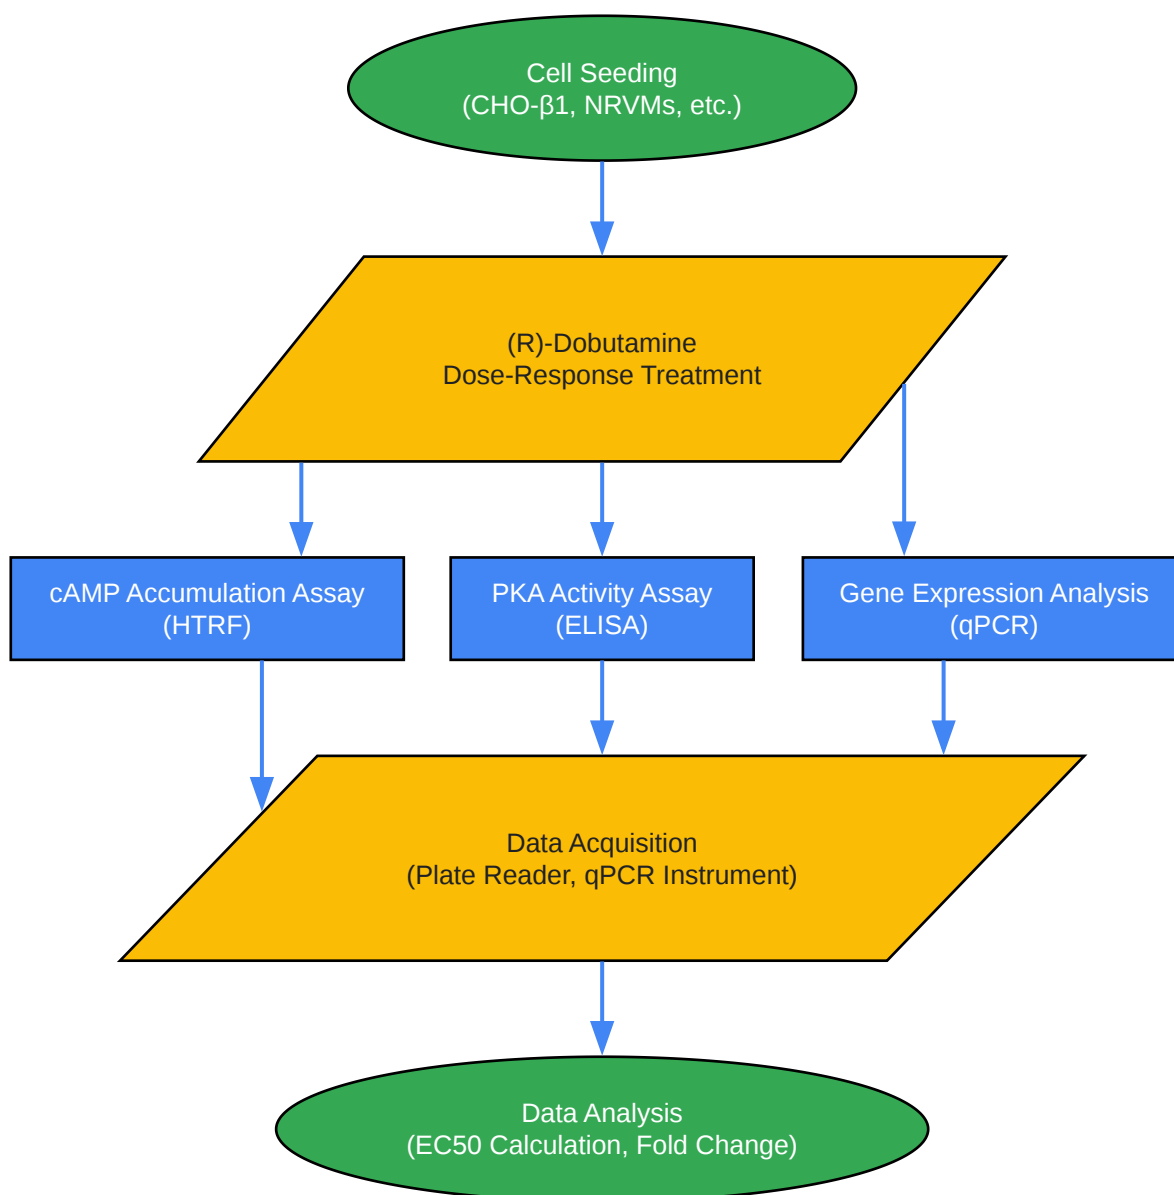 Cell Seeding
(CHO-β1, NRVMs, etc.)
(R)-Dobutamine
Dose-Response Treatment
cAMP Accumulation Assay
(HTRF)
PKA Activity Assay
(ELISA)
Gene Expression Analysis
(qPCR)
Data Acquisition
(Plate Reader, qPCR Instrument)
Data Analysis
(EC50 Calculation, Fold Change)